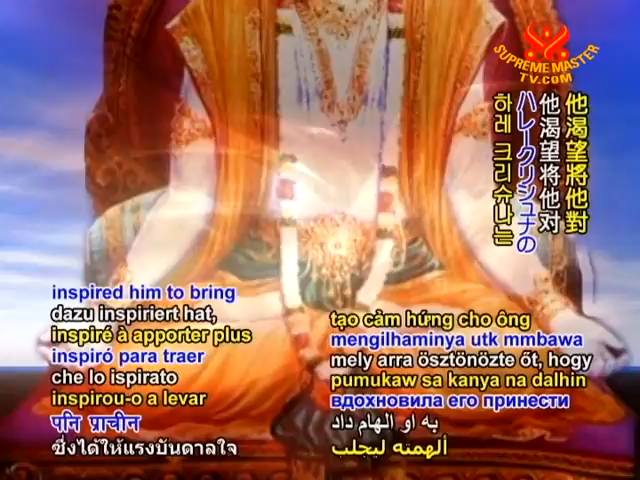 SUPREME MASTER
TV.COM
他渴望將他對
他渴望将他对
ハレークリシュナの
하레 크리슈나는
inspired him to bring
dazu inspiriert hat,
inspiré à apporter plus
inspiró para traer
che lo ispirato
inspirou-o a levar
पनि प्राचीन
ซึ่งได้ให้แรงบันดาลใจ
tạo cảm hứng cho ông
mengilhaminya utk mmbawa
mely arra ösztönözte őt, hogy
pumukaw sa kanya na dalhin
вдохновила его принести
به او الهام داد
ألهمته ليجلب